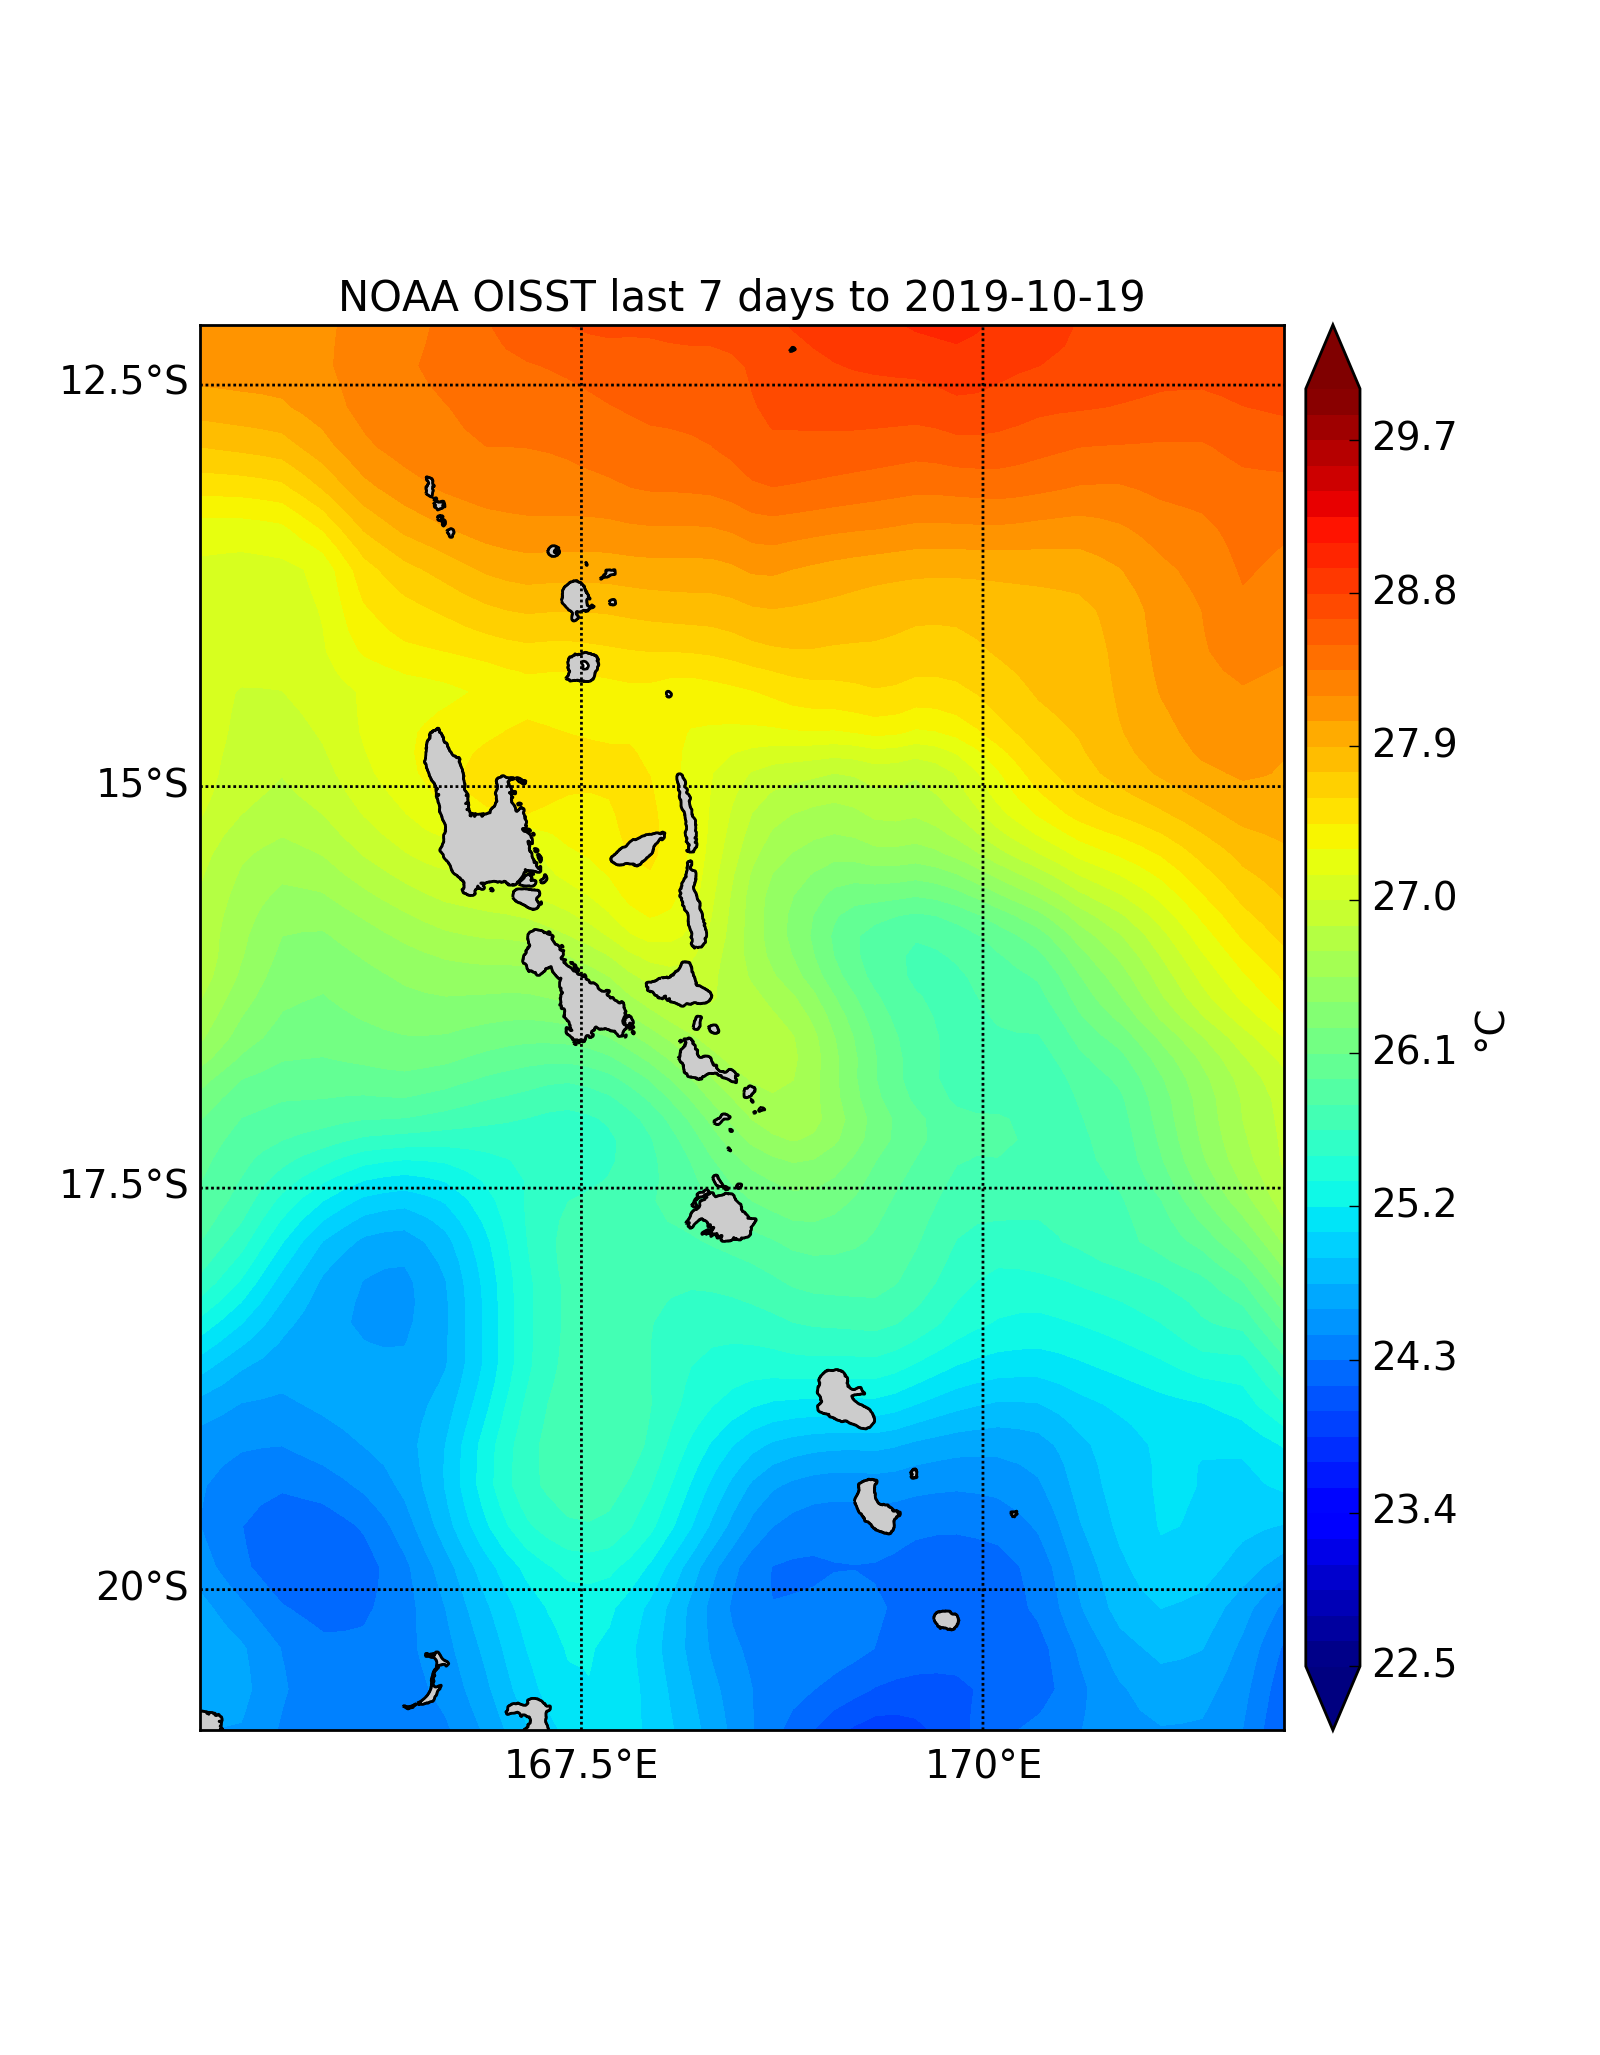 NOAA OISST last 7 days to 2019-10-19
12.5°S
15°S
17.5°S
20°S
167.5°E
170°E
29.7
28.8
27.9
27.0
26.1
25.2
24.3
23.4
22.5
°C